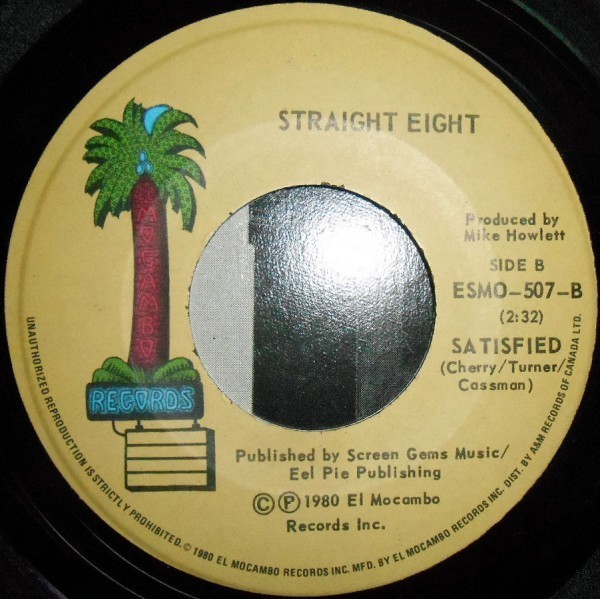 STRAIGHT EIGHT
MOCAMBO
RECORDS
Produced by
Mike Howlett
SIDE B
ESMO-507-B
(2:32)
SATISFIED
(Cherry/Turner/
Cassman)
Published by Screen Gems Music/
Eel Pie Publishing
© ℗ 1980 El Mocambo
Records Inc.
UNAUTHORIZED REPRODUCTION IS STRICTLY PROHIBITED. © 1980 EL MOCAMBO RECORDS INC. MFD. BY EL MOCAMBO RECORDS INC. DIST. BY A&M RECORDS OF CANADA LTD.